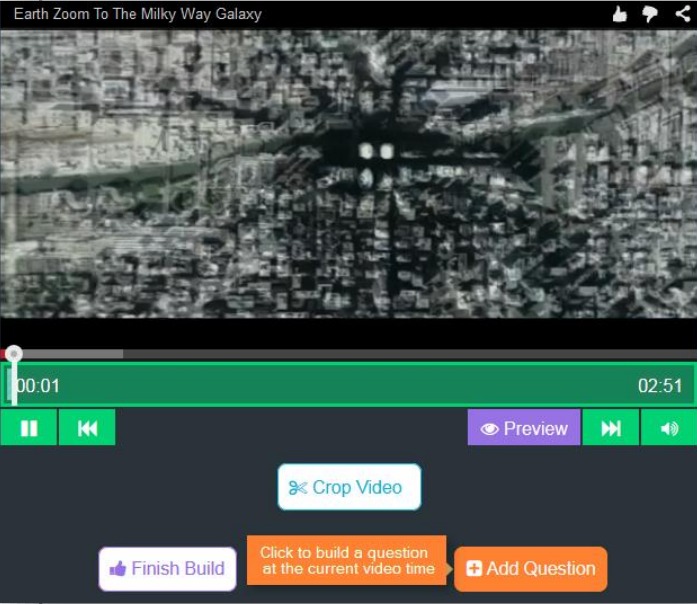 Earth Zoom To The Milky Way Galaxy
00:01
02:51
Preview
Crop Video
Finish Build
Click to build a question
at the current video time
Add Question